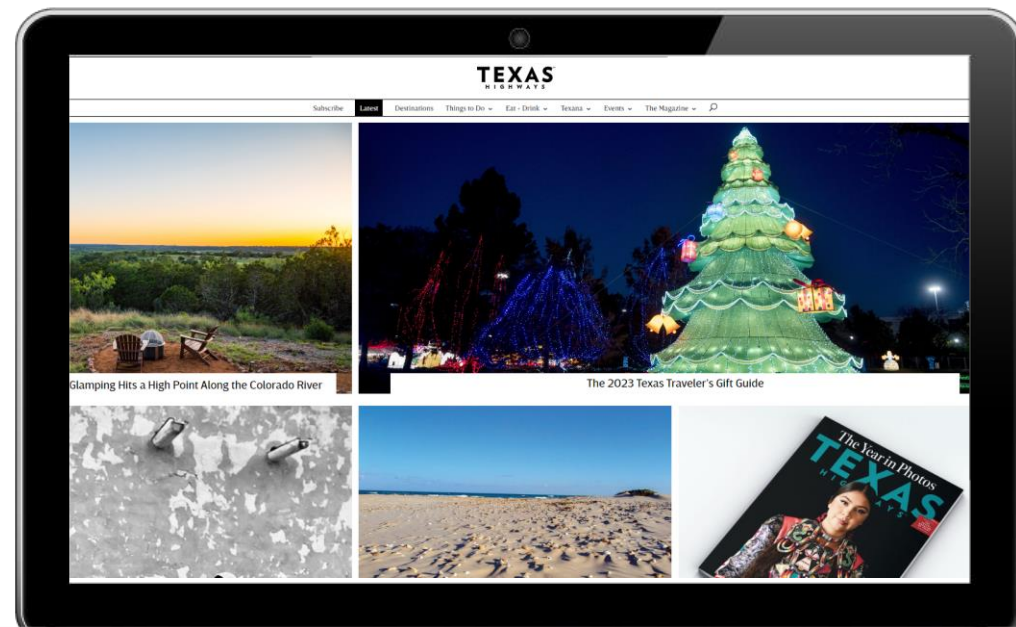 TEXAS
HIGHWAYS
Subscribe Latest Destinations Things to Do Eat + Drink Texana Events The Magazine
Glamping Hits a High Point Along the Colorado River
The 2023 Texas Traveler's Gift Guide
The Year in Photos
TEXAS
HIGHWAYS